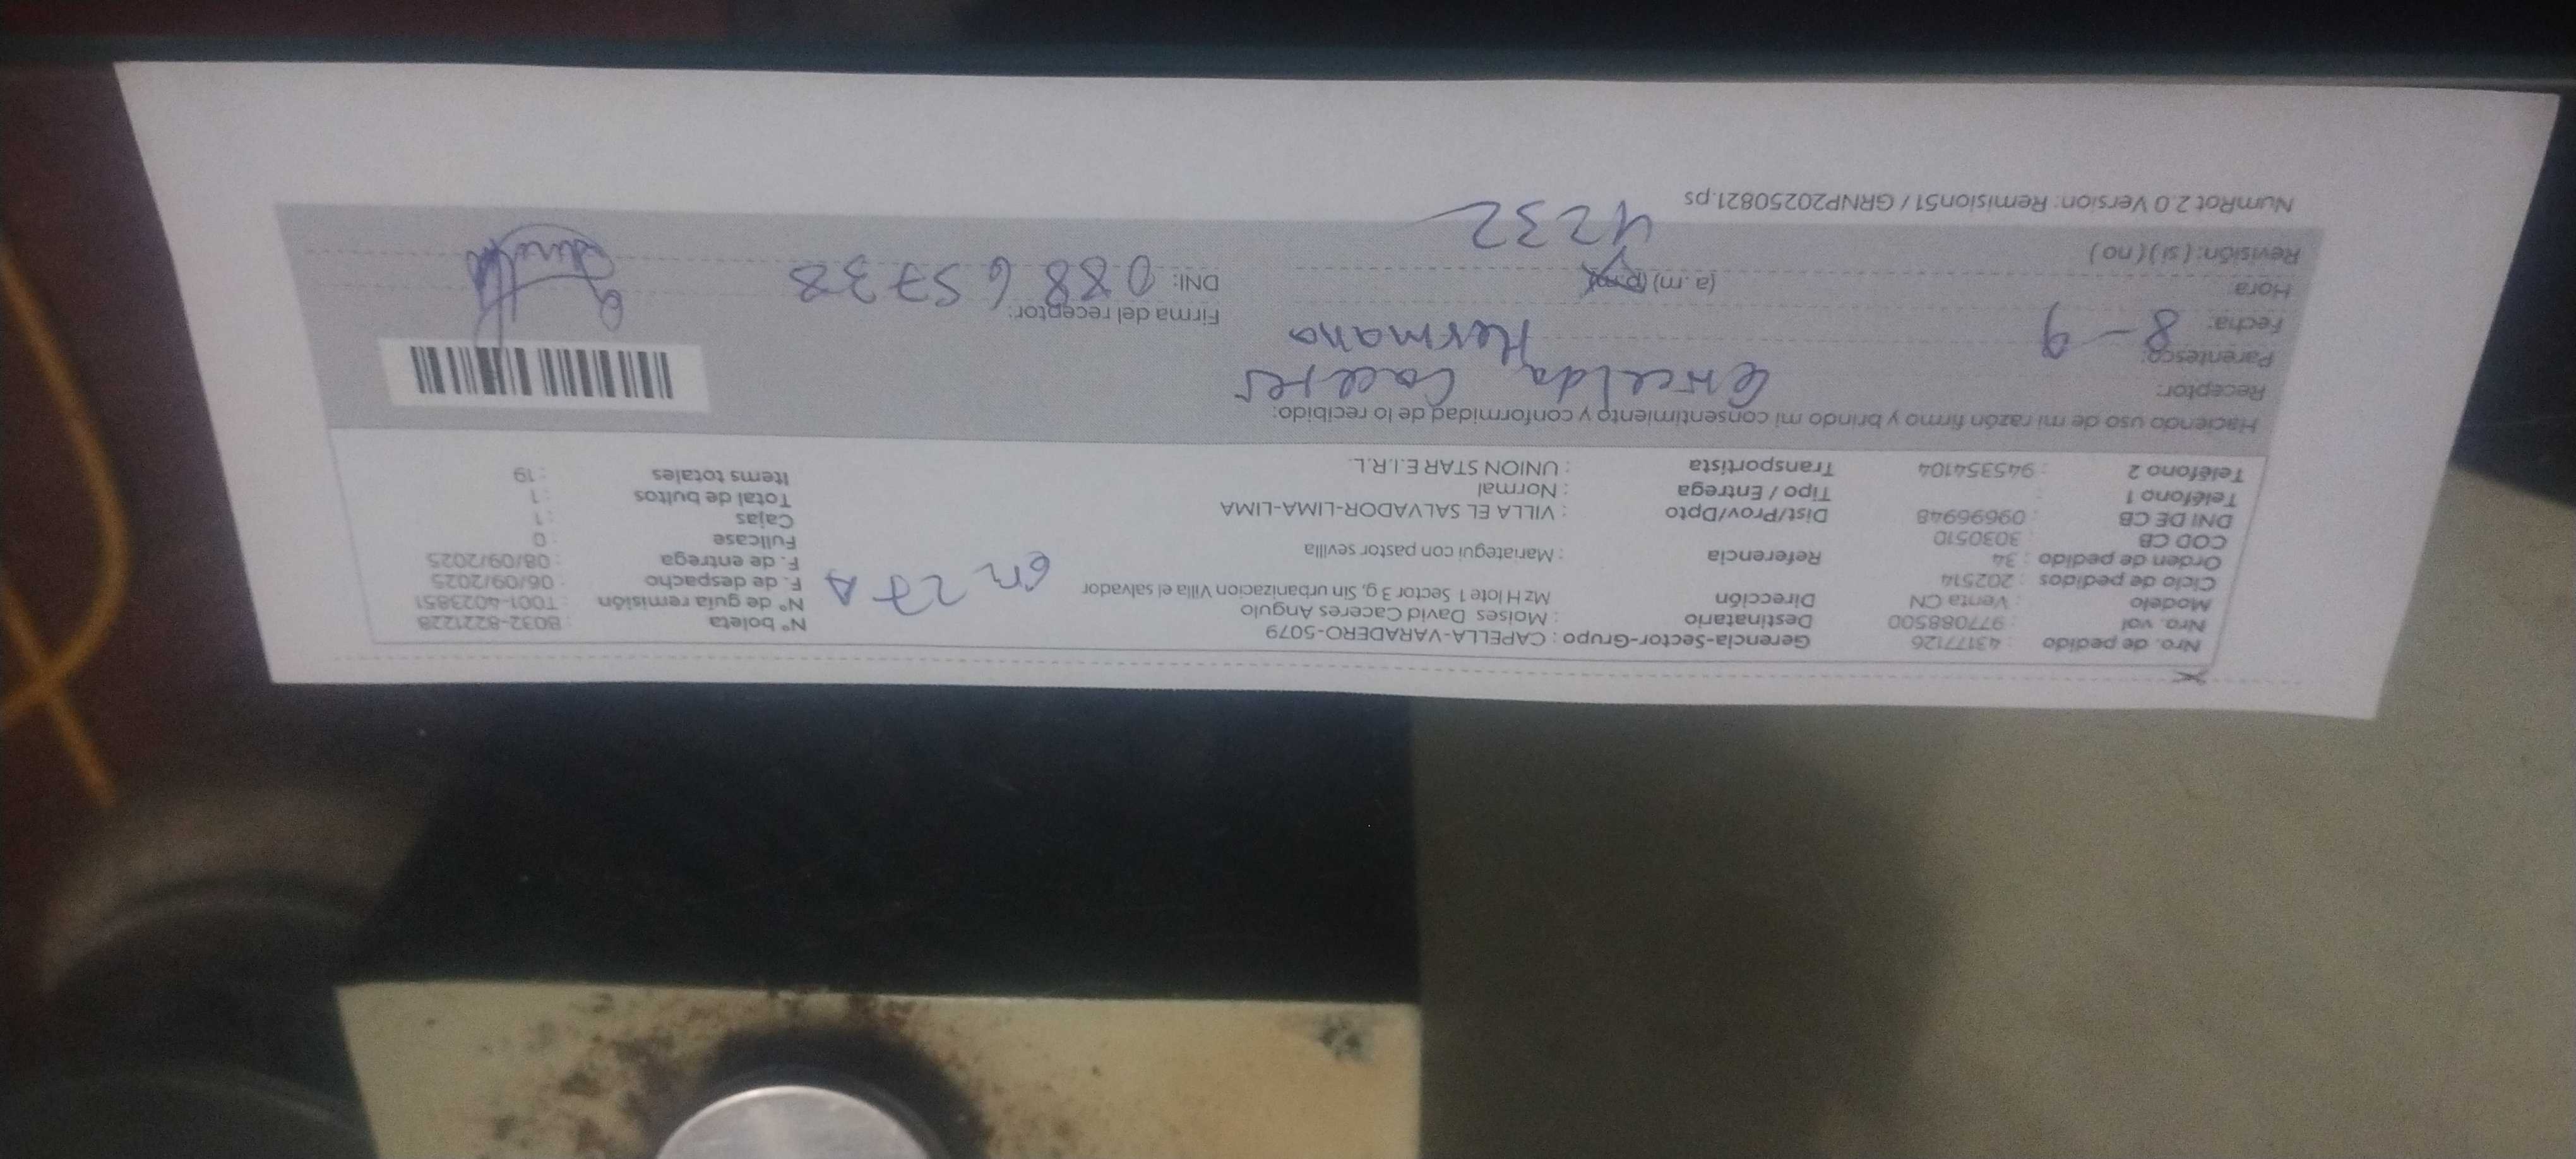 Nro. de pedido : 43177126 Gerencia-Sector-Grupo : CAPELLA-VARADERO-5079 N° boleta : B032-8221228
Nro. vol : 977088500 Destinatario : Moises David Caceres Angulo N° de guía remisión : T001-4023851
Modelo : Venta CN Dirección Mz H lote 1 Sector 3 g, Sin urbanizacion Villa el salvador F. de despacho : 06/09/2025
Ciclo de pedidos : 202514 F. de entrega : 08/09/2025
en 27 A
Orden de pedido : 34 Referencia : Mariategui con pastor sevilla Fullcase : 0
COD CB : 3030510 Cajas : 1
DNI DE CB : 09696948 Dist/Prov/Dpto : VILLA EL SALVADOR-LIMA-LIMA Total de bultos : 1
Teléfono 1 : Tipo / Entrega : Normal Items totales : 19
Teléfono 2 : 945354104 Transportista : UNION STAR E.I.R.L.
Haciendo uso de mi razón firmo y brindo mi consentimiento y conformidad de lo recibido:
Receptor: Caceres
Parentesco: Hermano
Fecha: 8-9 Firma del receptor:
Hora: (a.m) DNI: 08865738
Revisión: ( si ) ( no ) 4232
NumRot 2.0 Version: Remision51 / GRNP20250821.ps